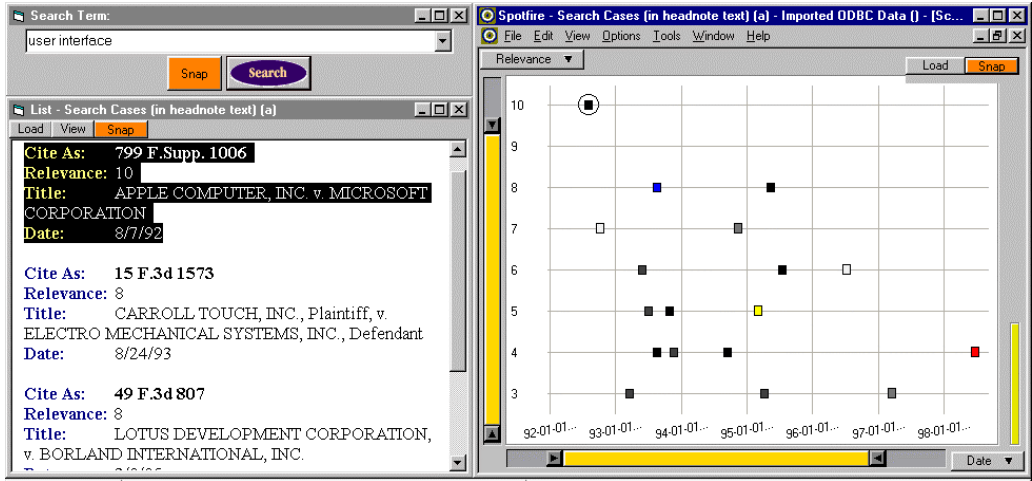 Search Term:
user interface
Snap
Search
List - Search Cases (in headnote text) (a)
Load View Snap
Cite As: 799 F.Supp. 1006
Relevance: 10
Title: APPLE COMPUTER, INC. v. MICROSOFT
CORPORATION
Date: 8/7/92
Cite As: 15 F.3d 1573
Relevance: 8
Title: CARROLL TOUCH, INC., Plaintiff, v.
ELECTRO MECHANICAL SYSTEMS, INC., Defendant
Date: 8/24/93
Cite As: 49 F.3d 807
Relevance: 8
Title: LOTUS DEVELOPMENT CORPORATION,
v. BORLAND INTERNATIONAL, INC.
Spotfire - Search Cases (in headnote text) (a) - Imported ODBC Data () - [Sc...
File Edit View Options Tools Window Help
Relevance
Load Snap
10
9
8
7
6
5
4
3
92-01-01... 93-01-01... 94-01-01... 95-01-01... 96-01-01... 97-01-01... 98-01-01...
Date